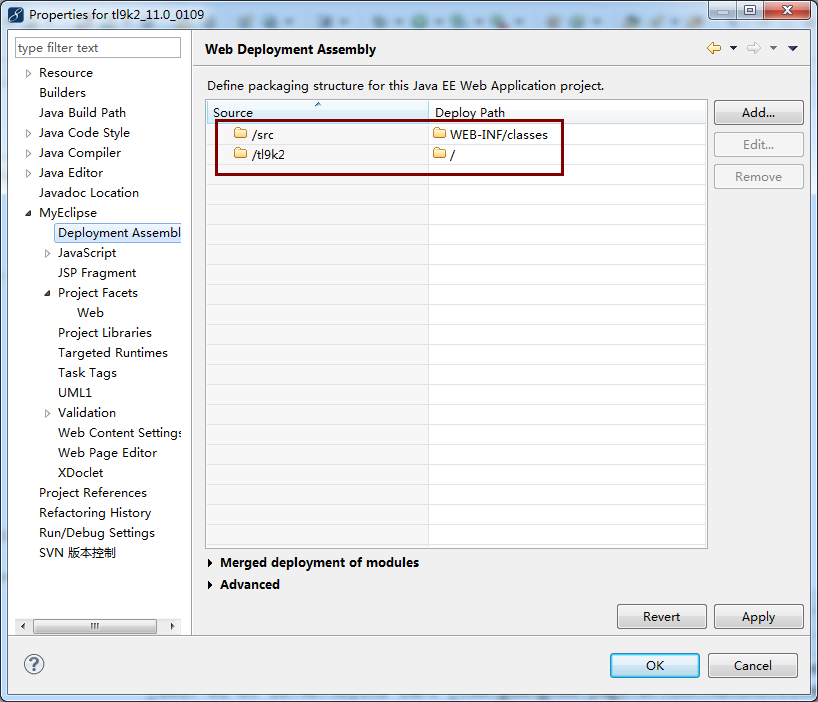 Properties for tl9k2_11.0_0109
type filter text
Resource
Builders
Java Build Path
Java Code Style
Java Compiler
Java Editor
Javadoc Location
MyEclipse
Deployment Assembl
JavaScript
JSP Fragment
Project Facets
Web
Project Libraries
Targeted Runtimes
Task Tags
UML1
Validation
Web Content Settings
Web Page Editor
XDoclet
Project References
Refactoring History
Run/Debug Settings
SVN 版本控制
Web Deployment Assembly
Define packaging structure for this Java EE Web Application project.
Source Deploy Path
/src WEB-INF/classes
/tl9k2 /
Add...
Edit...
Remove
Merged deployment of modules
Advanced
Revert Apply
OK Cancel